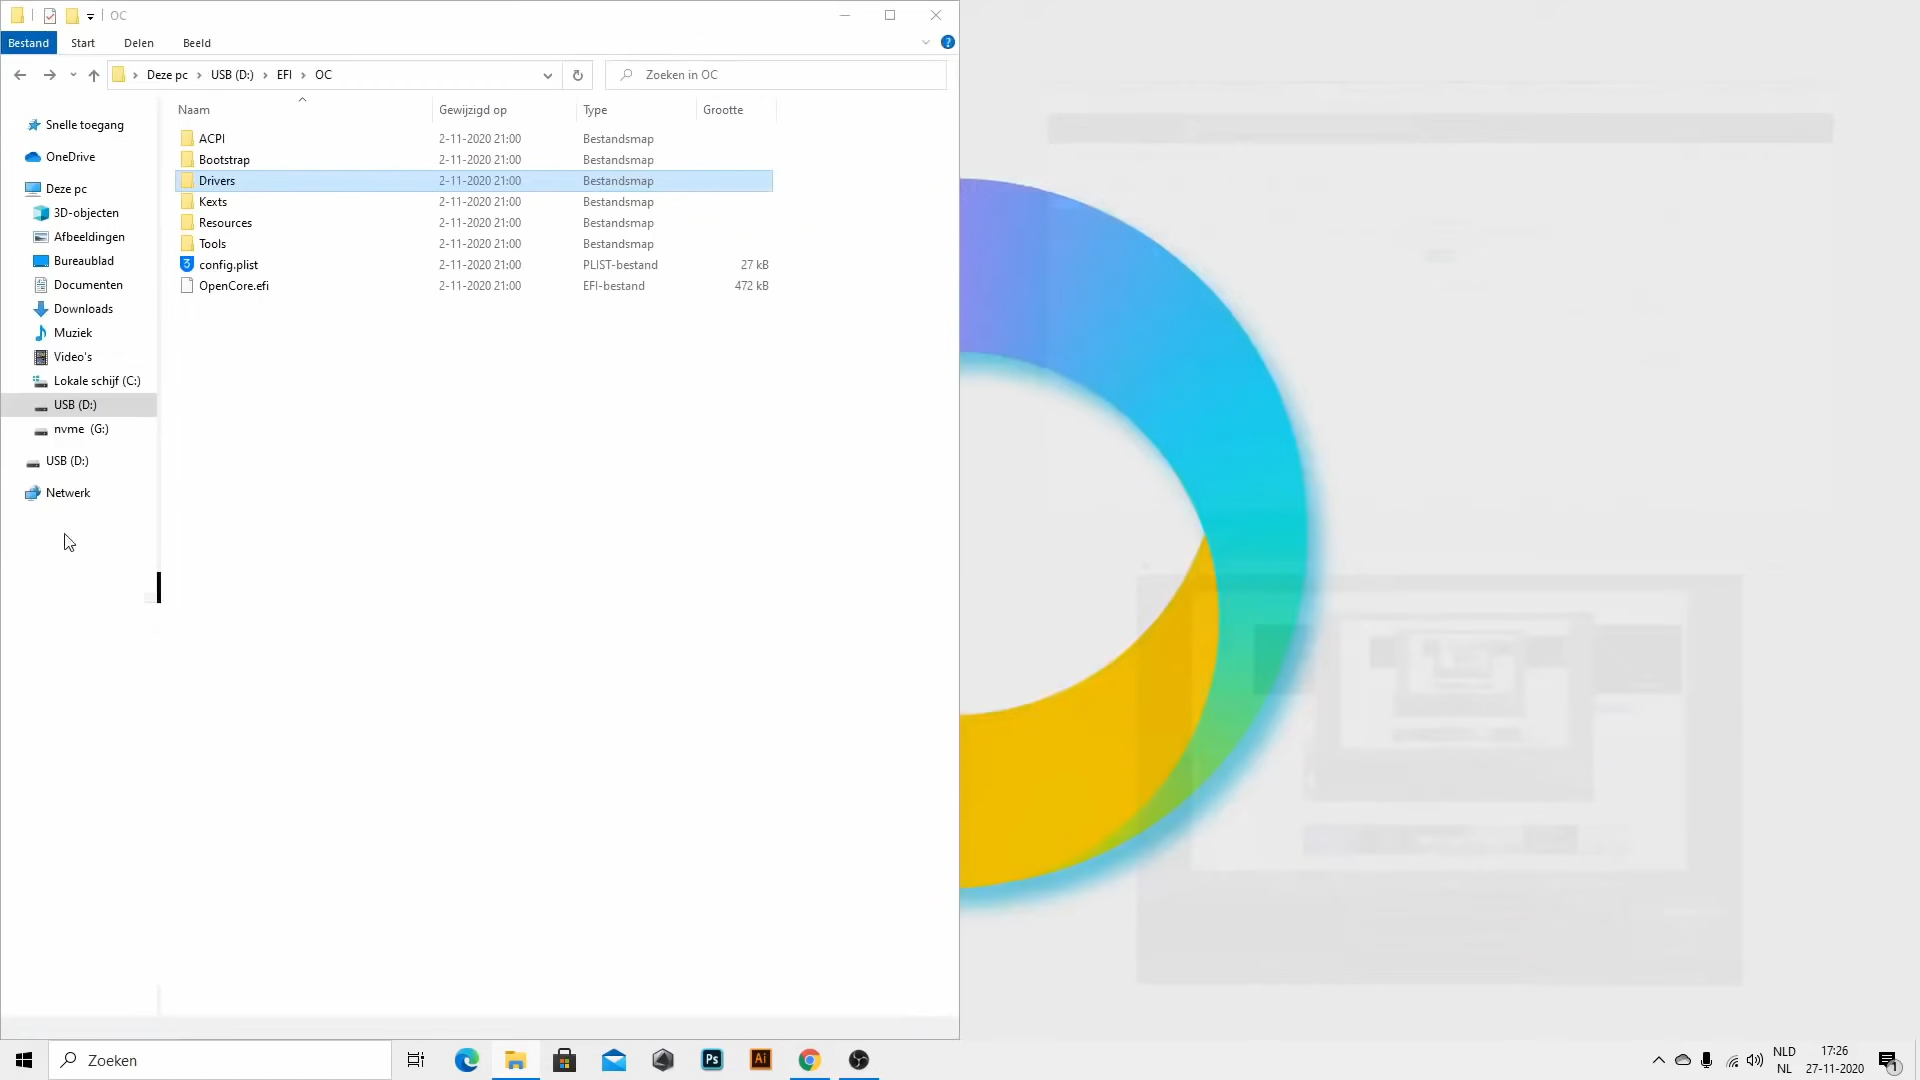 OC
Bestand Start Delen Beeld
Deze pc USB (D:) EFI OC Zoeken in OC
Naam Gewijzigd op Type Grootte
ACPI 2-11-2020 21:00 Bestandsmap
Bootstrap 2-11-2020 21:00 Bestandsmap
Drivers 2-11-2020 21:00 Bestandsmap
Kexts 2-11-2020 21:00 Bestandsmap
Resources 2-11-2020 21:00 Bestandsmap
Tools 2-11-2020 21:00 Bestandsmap
config.plist 2-11-2020 21:00 PLIST-bestand 27 kB
OpenCore.efi 2-11-2020 21:00 EFI-bestand 472 kB
Snelle toegang
OneDrive
Deze pc
3D-objecten
Afbeeldingen
Bureaublad
Documenten
Downloads
Muziek
Video's
Lokale schijf (C:)
USB (D:)
nvme (G:)
USB (D:)
Netwerk
Zoeken
Ps
Ai
NLD
NL
17:26
27-11-2020
1